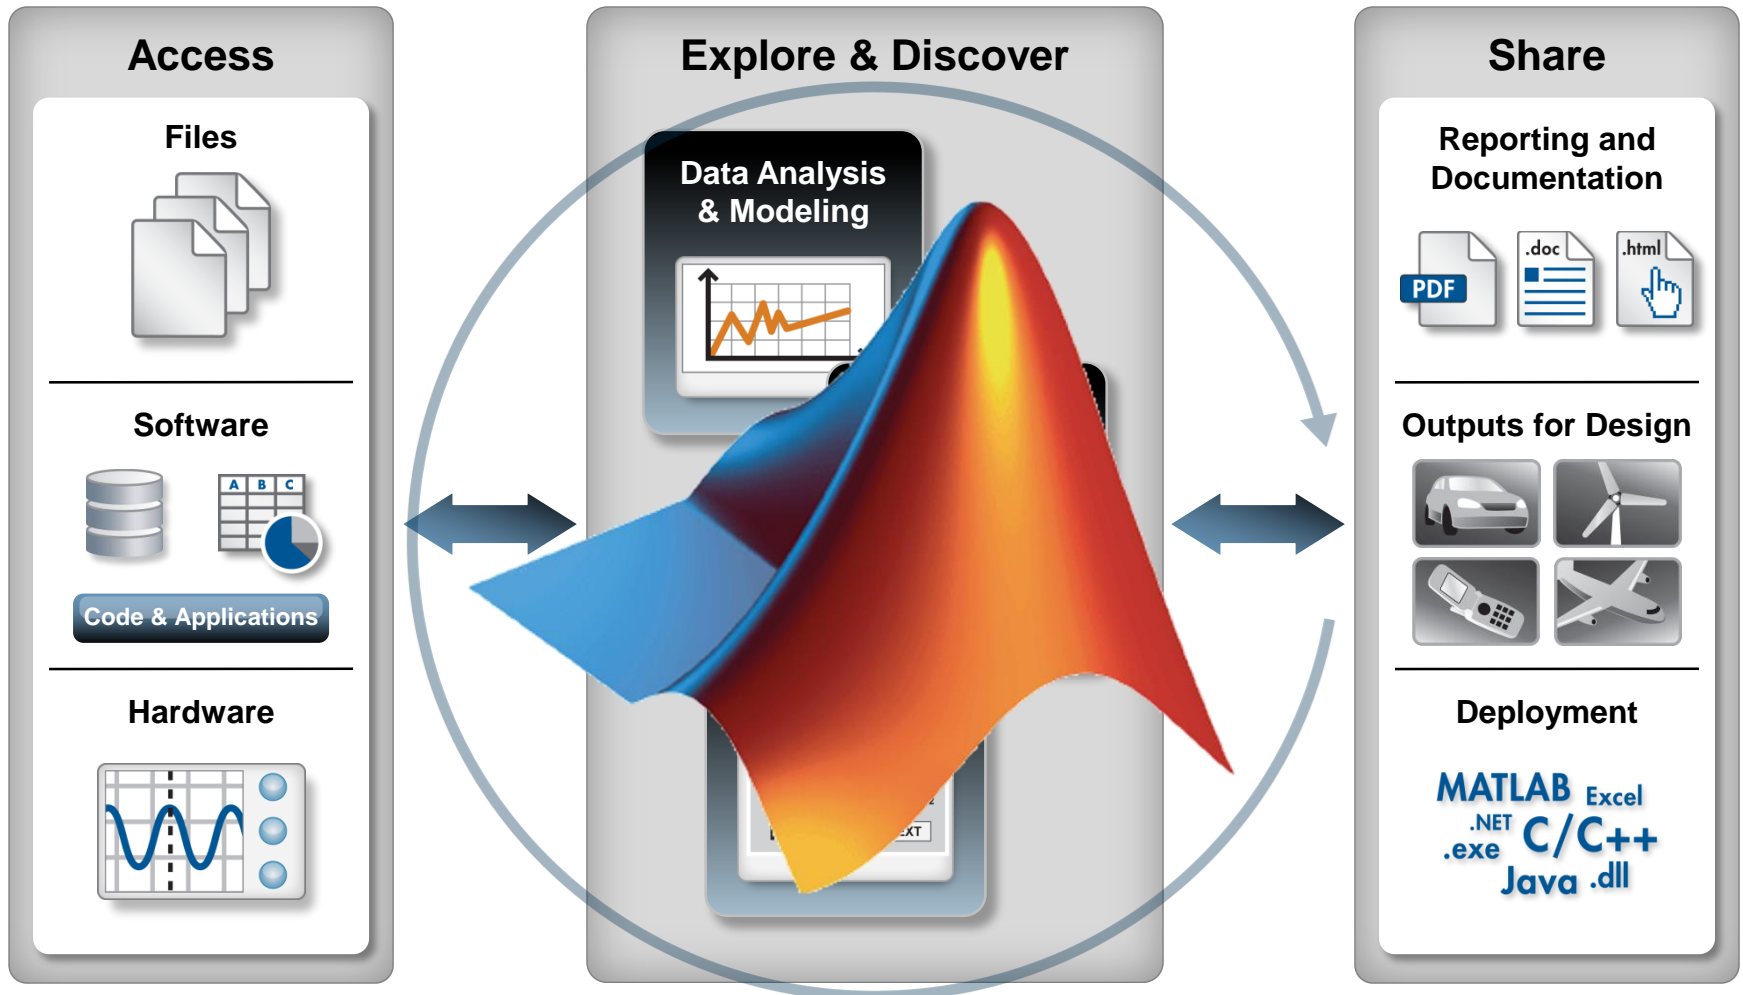 Access
Files
Software
A B C
Code & Applications
Hardware
Explore & Discover
Data Analysis
& Modeling
Share
Reporting and
Documentation
PDF
.doc
.html
Outputs for Design
Deployment
MATLAB Excel
.NET C/C++
.exe
Java .dll